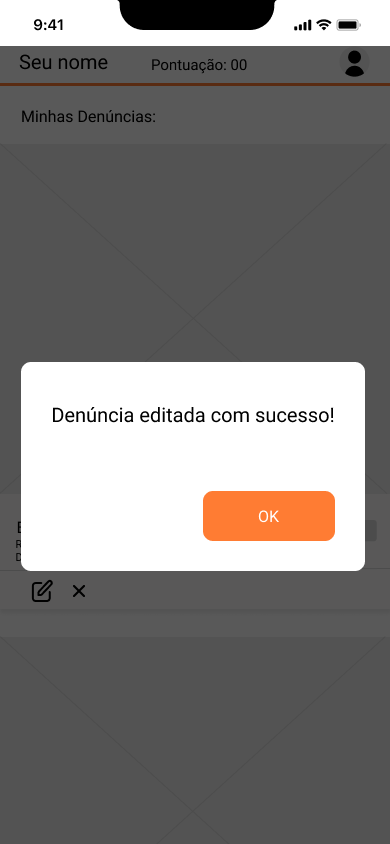 9:41
Seu nome
Pontuação: 00
Minhas Denúncias:
Denúncia editada com sucesso!
OK